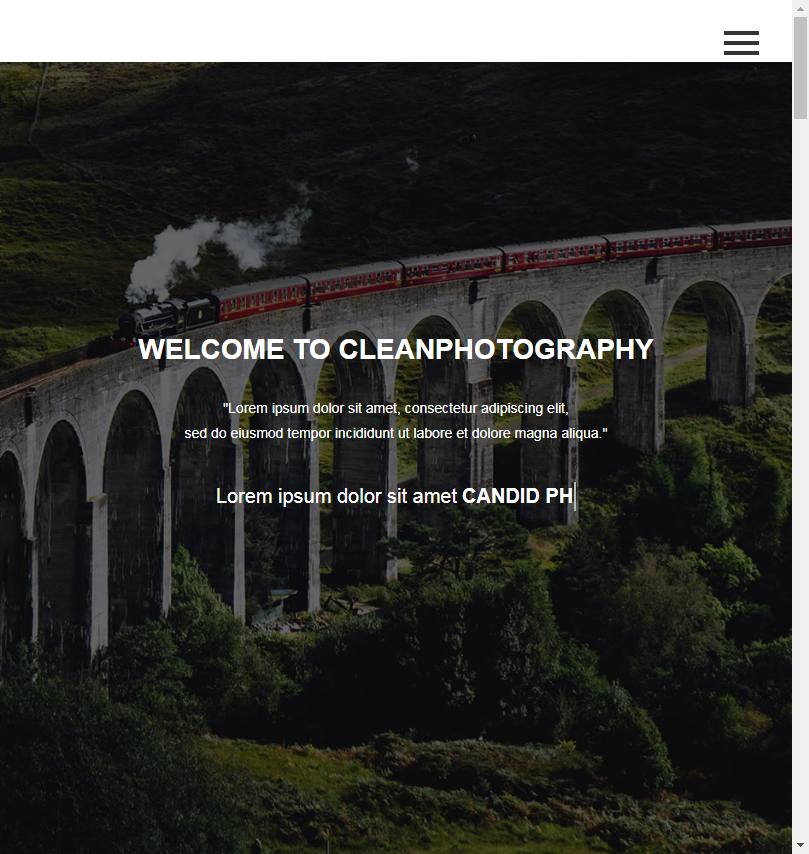 WELCOME TO CLEANPHOTOGRAPHY
"Lorem ipsum dolor sit amet, consectetur adipiscing elit,
sed do eiusmod tempor incididunt ut labore et dolore magna aliqua."
Lorem ipsum dolor sit amet CANDID PH